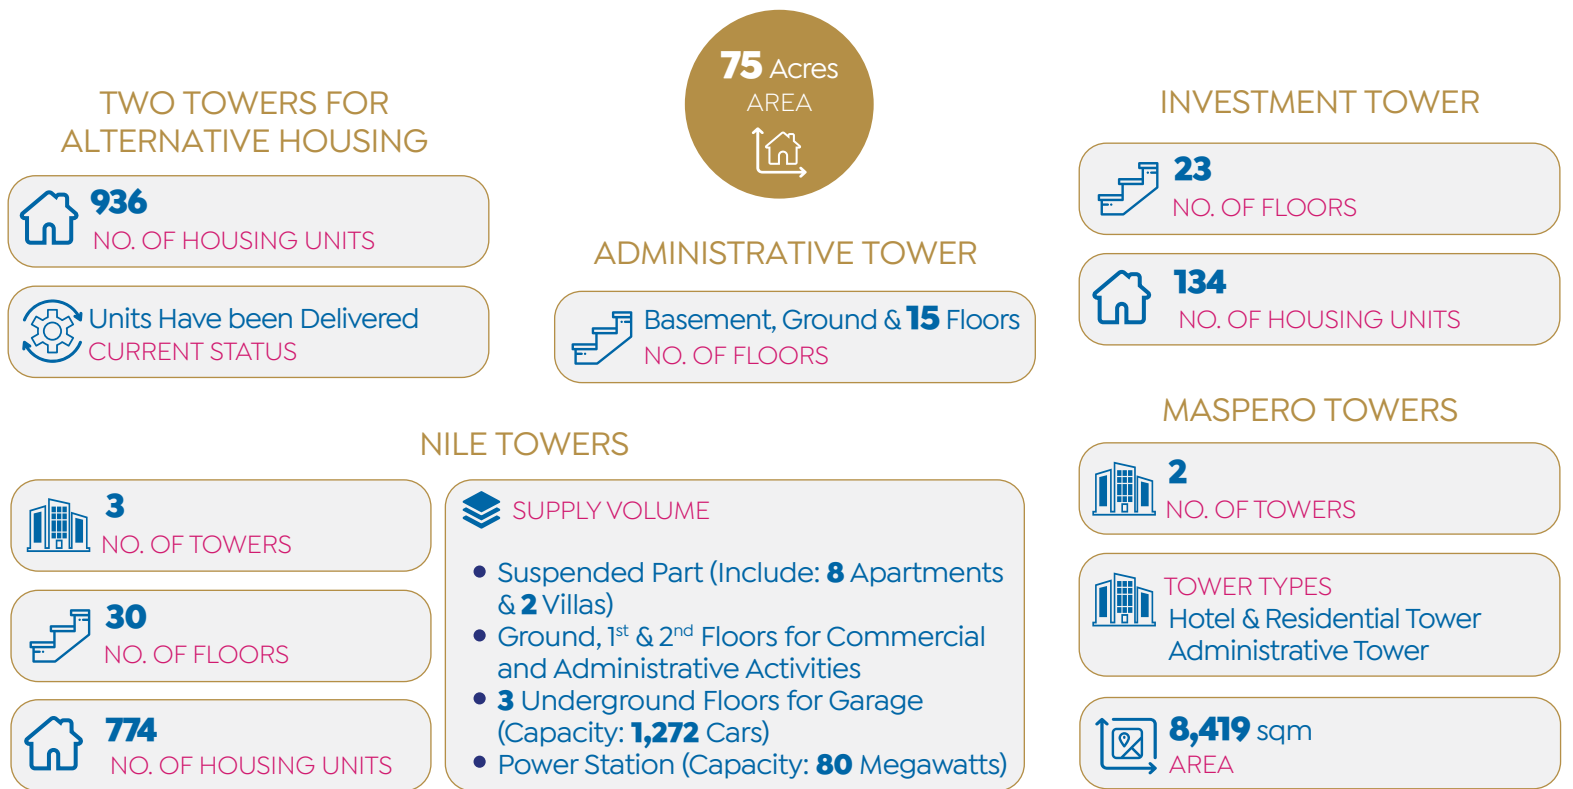 75 Acres
AREA
TWO TOWERS FOR
ALTERNATIVE HOUSING
936
NO. OF HOUSING UNITS
Units Have been Delivered
CURRENT STATUS
ADMINISTRATIVE TOWER
Basement, Ground & 15 Floors
NO. OF FLOORS
INVESTMENT TOWER
23
NO. OF FLOORS
134
NO. OF HOUSING UNITS
NILE TOWERS
3
NO. OF TOWERS
30
NO. OF FLOORS
774
NO. OF HOUSING UNITS
SUPPLY VOLUME
• Suspended Part (Include: 8 Apartments
& 2 Villas)
• Ground, 1st & 2nd Floors for Commercial
and Administrative Activities
• 3 Underground Floors for Garage
(Capacity: 1,272 Cars)
• Power Station (Capacity: 80 Megawatts)
MASPERO TOWERS
2
NO. OF TOWERS
TOWER TYPES
Hotel & Residential Tower
Administrative Tower
8,419 sqm
AREA